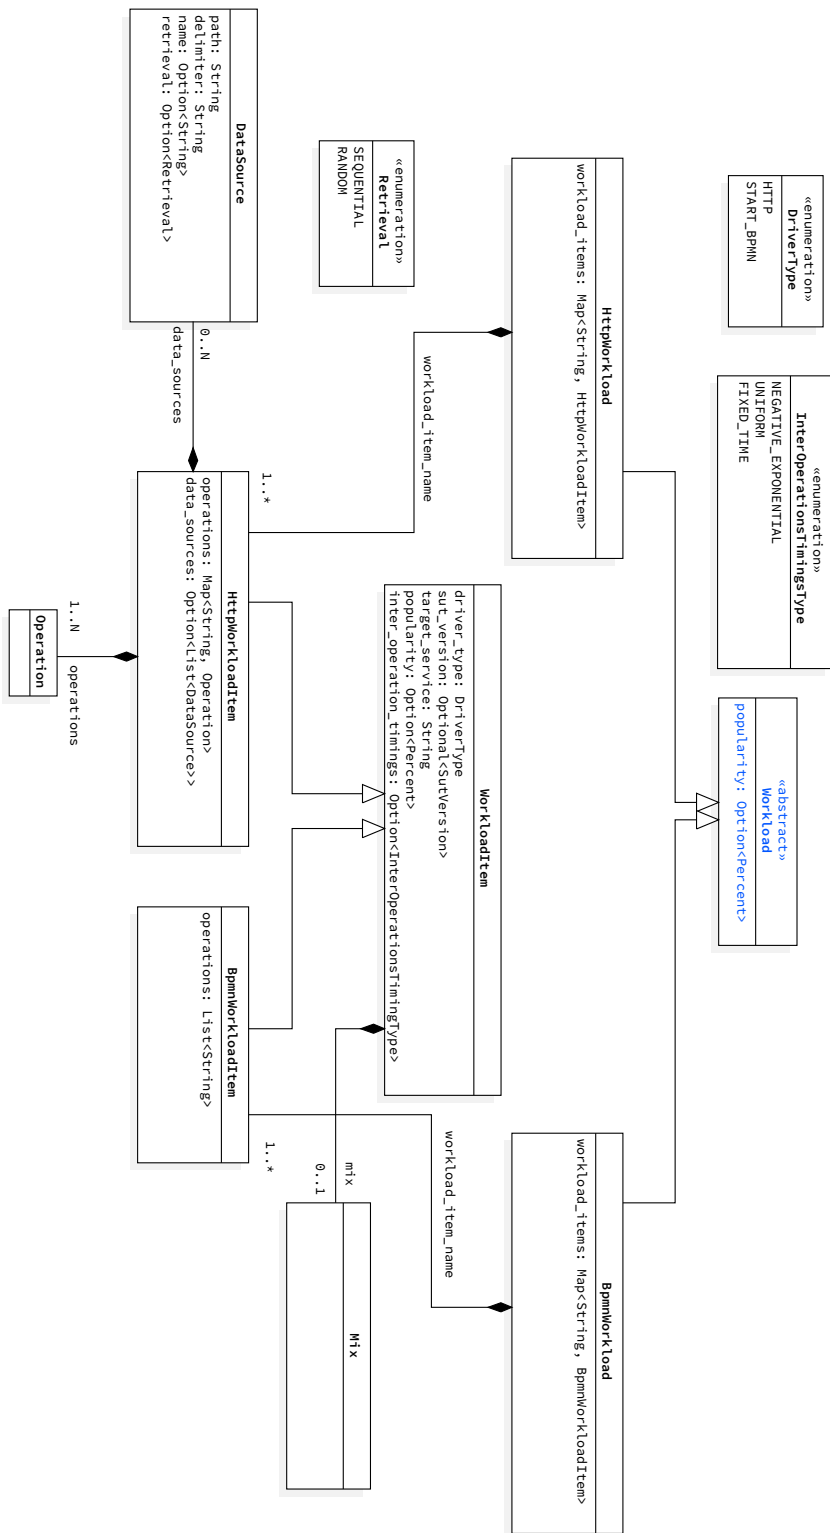 «enumeration»
DriverType
HTTP
START_BPMN
«enumeration»
InterOperationsTimingsType
NEGATIVE_EXPONENTIAL
UNIFORM
FIXED_TIME
«abstract»
Workload
popularity: Option<Percent>
HttpWorkload
workload_items: Map<String, HttpWorkloadItem>
BpmnWorkload
workload_items: Map<String, BpmnWorkloadItem>
«enumeration»
Retrieval
SEQUENTIAL
RANDOM
workload_item_name
1..*
WorkloadItem
driver_type: DriverType
sut_version: Optional<SutVersion>
target_service: String
popularity: Option<Percent>
inter_operation_timings: Option<InterOperationsTimingType>
workload_item_name
1..*
mix
0..1
Mix
DataSource
path: String
delimiter: String
name: Option<String>
retrieval: Option<Retrieval>
0..N
data_sources
HttpWorkloadItem
operations: Map<String, Operation>
data_sources: Option<List<DataSource>>
BpmnWorkloadItem
operations: List<String>
1..N
operations
Operation